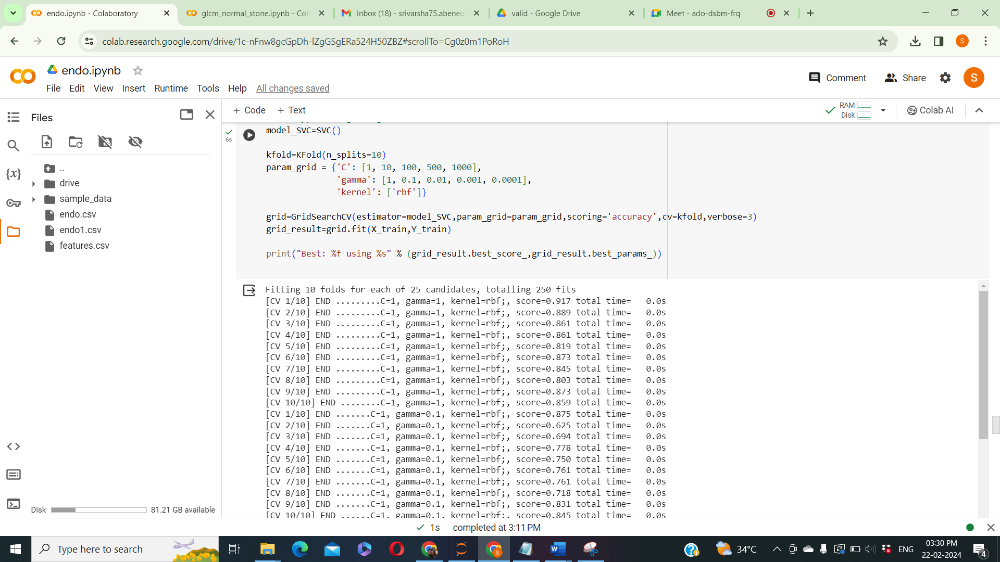 endo.ipynb - Colaboratory
glcm_normal_stone.ipynb - Cola
Inbox (18) - srivarsha75.abeneu
valid - Google Drive
Meet - ado-dsbm-frq
colab.research.google.com/drive/1c-nFnw8gcGpDh-lZgGSgERa524H50ZBZ#scrollTo=Cg0z0m1PoRoH
S
endo.ipynb
Comment
Share
S
File Edit View Insert Runtime Tools Help All changes saved
Files
+ Code + Text
RAM
Disk
Colab AI
..
drive
sample_data
endo.csv
endo1.csv
features.csv
{x}
Disk
81.21 GB available
6s
model_SVC=SVC()
kfold=KFold(n_splits=10)
param_grid = {'C': [1, 10, 100, 500, 1000],
'gamma': [1, 0.1, 0.01, 0.001, 0.0001],
'kernel': ['rbf']}
grid=GridSearchCV(estimator=model_SVC,param_grid=param_grid,scoring='accuracy',cv=kfold,verbose=3)
grid_result=grid.fit(X_train,Y_train)
print("Best: %f using %s" % (grid_result.best_score_,grid_result.best_params_))
Fitting 10 folds for each of 25 candidates, totalling 250 fits
[CV 1/10] END .........C=1, gamma=1, kernel=rbf;, score=0.917 total time=   0.0s
[CV 2/10] END .........C=1, gamma=1, kernel=rbf;, score=0.889 total time=   0.0s
[CV 3/10] END .........C=1, gamma=1, kernel=rbf;, score=0.861 total time=   0.0s
[CV 4/10] END .........C=1, gamma=1, kernel=rbf;, score=0.861 total time=   0.0s
[CV 5/10] END .........C=1, gamma=1, kernel=rbf;, score=0.819 total time=   0.0s
[CV 6/10] END .........C=1, gamma=1, kernel=rbf;, score=0.873 total time=   0.0s
[CV 7/10] END .........C=1, gamma=1, kernel=rbf;, score=0.845 total time=   0.0s
[CV 8/10] END .........C=1, gamma=1, kernel=rbf;, score=0.803 total time=   0.0s
[CV 9/10] END .........C=1, gamma=1, kernel=rbf;, score=0.873 total time=   0.0s
[CV 10/10] END ........C=1, gamma=1, kernel=rbf;, score=0.859 total time=   0.0s
[CV 1/10] END .......C=1, gamma=0.1, kernel=rbf;, score=0.875 total time=   0.0s
[CV 2/10] END .......C=1, gamma=0.1, kernel=rbf;, score=0.625 total time=   0.0s
[CV 3/10] END .......C=1, gamma=0.1, kernel=rbf;, score=0.694 total time=   0.0s
[CV 4/10] END .......C=1, gamma=0.1, kernel=rbf;, score=0.778 total time=   0.0s
[CV 5/10] END .......C=1, gamma=0.1, kernel=rbf;, score=0.750 total time=   0.0s
[CV 6/10] END .......C=1, gamma=0.1, kernel=rbf;, score=0.761 total time=   0.0s
[CV 7/10] END .......C=1, gamma=0.1, kernel=rbf;, score=0.761 total time=   0.0s
[CV 8/10] END .......C=1, gamma=0.1, kernel=rbf;, score=0.718 total time=   0.0s
[CV 9/10] END .......C=1, gamma=0.1, kernel=rbf;, score=0.831 total time=   0.0s
[CV 10/10] END ......C=1, gamma=0.1, kernel=rbf;, score=0.845 total time=   0.0s
1s completed at 3:11 PM
Type here to search
34°C
ENG
03:30 PM
22-02-2024
4